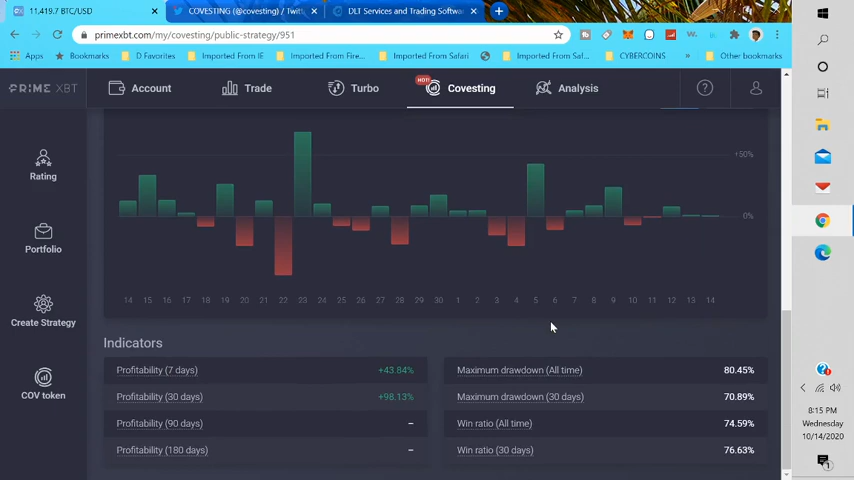 11,419.7 BTC/USD
COVESTING (@covesting) / Twitt
DLT Services and Trading Softwa
primexbt.com/my/covesting/public-strategy/951
Apps
Bookmarks
D Favorites
Imported From IE
Imported From Fire...
Imported From Safari
Imported From Saf...
CYBERCOINS
»
Other bookmarks
PRIME XBT
Account
Trade
Turbo
HOT!
Covesting
Analysis
Rating
Portfolio
Create Strategy
COV token
+50%
0%
14 15 16 17 18 19 20 21 22 23 24 25 26 27 28 29 30 1 2 3 4 5 6 7 8 9 10 11 12 13 14
Indicators
Profitability (7 days) +43.84%
Profitability (30 days) +98.13%
Profitability (90 days) –
Profitability (180 days) –
Maximum drawdown (All time) 80.45%
Maximum drawdown (30 days) 70.89%
Win ratio (All time) 74.59%
Win ratio (30 days) 76.63%
8:15 PM
Wednesday
10/14/2020